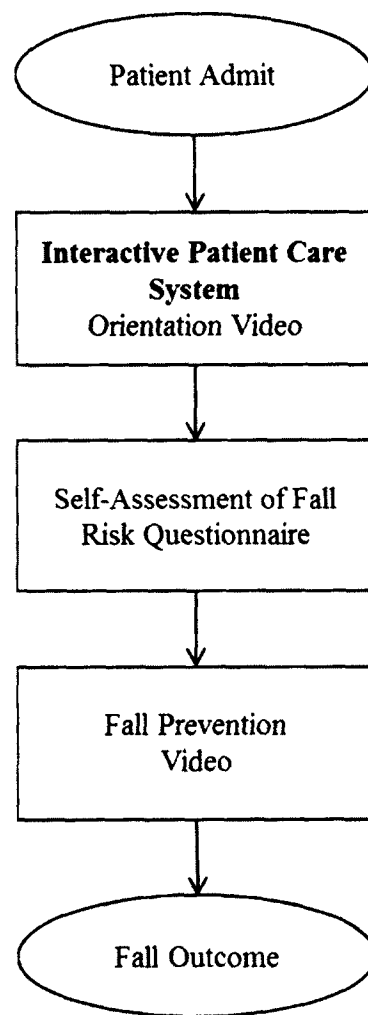 Patient Admit
Interactive Patient Care
System
Orientation Video
Self-Assessment of Fall
Risk Questionnaire
Fall Prevention
Video
Fall Outcome